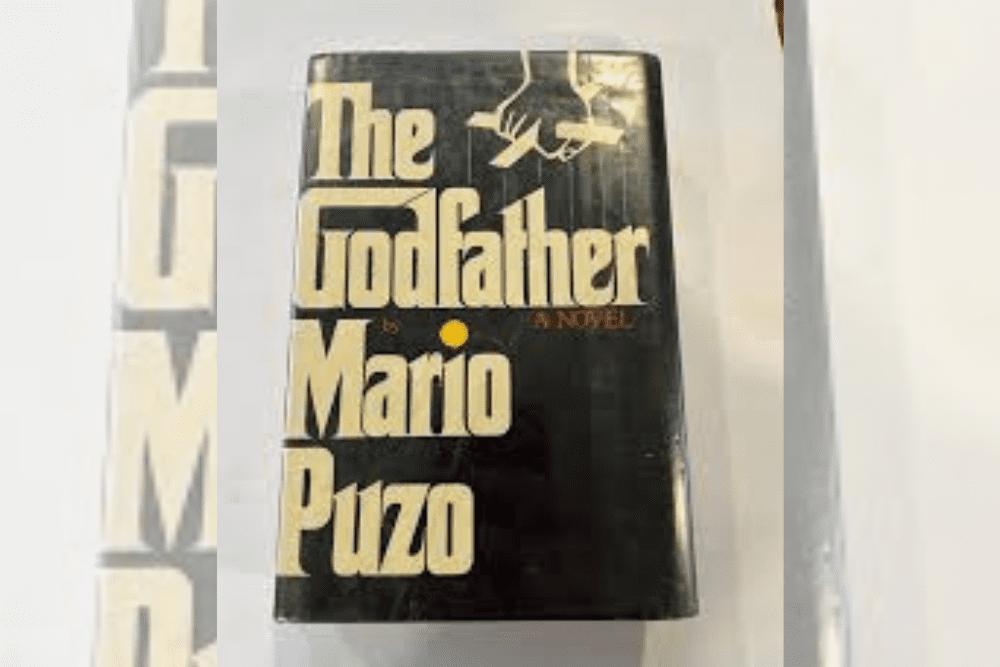 The
Godfather
by A NOVEL
Mario
Puzo